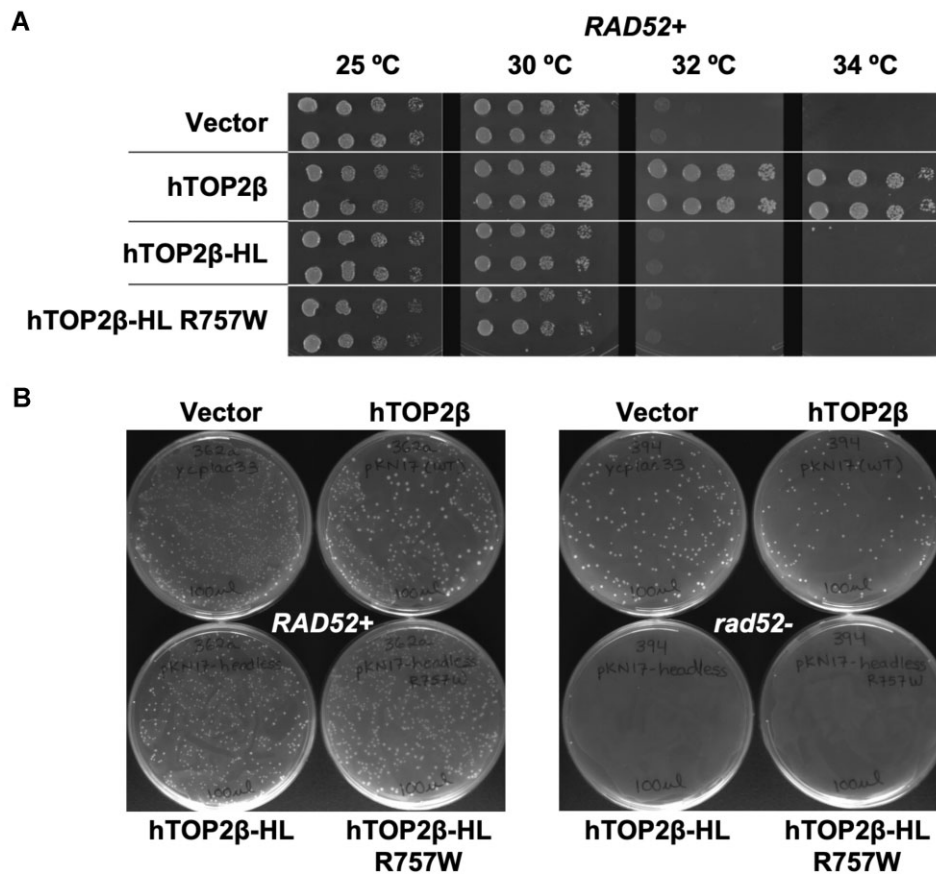 A
RAD52+
25 ºC 30 ºC 32 ºC 34 ºC
Vector
hTOP2β
hTOP2β-HL
hTOP2β-HL R757W
B
Vector hTOP2β Vector hTOP2β
362a
ycplac33
100ul
362a
pKN17(WT)
100ul
394
ycplac33
100ul
394
pKN17(WT)
100ul
RAD52+ rad52-
362a
pKN17-headless
100ul
362a
pKN17-headless
R757W
100ul
394
pKN17-headless
100ul
394
pKN17-headless
R757W
100ul
hTOP2β-HL hTOP2β-HL hTOP2β-HL hTOP2β-HL
R757W R757W